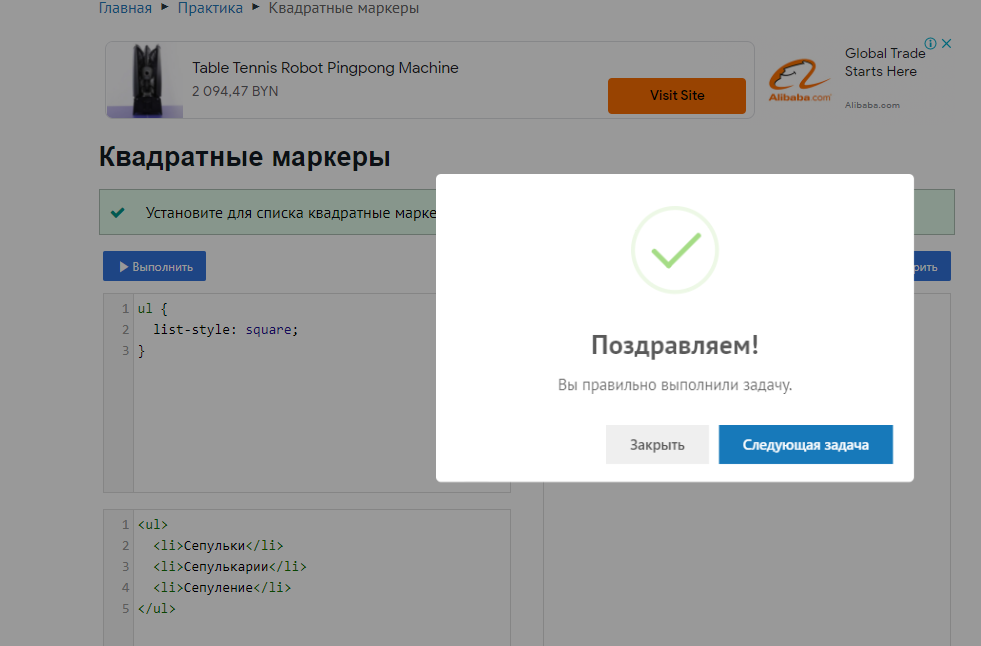 Главная ▸ Практика ▸ Квадратные маркеры
Table Tennis Robot Pingpong Machine
2 094,47 BYN
Visit Site
Alibaba.com
Global Trade
Starts Here
Alibaba.com
Квадратные маркеры
Установите для списка квадратные марке
Выполнить
рить
1 ul {
2   list-style: square;
3 }
Поздравляем!
Вы правильно выполнили задачу.
Закрыть
Следующая задача
1 <ul>
2   <li>Сепульки</li>
3   <li>Сепулькарии</li>
4   <li>Сепуление</li>
5 </ul>